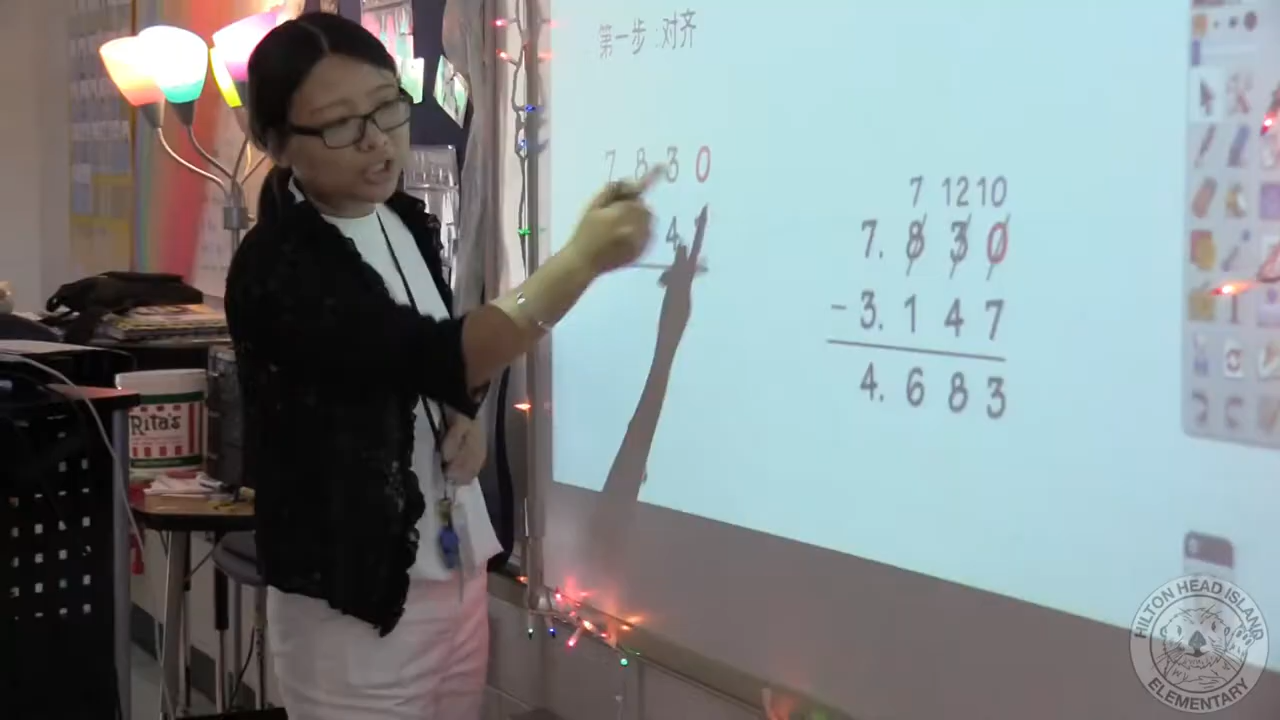 第一步：对齐
7 8 3 0
4
7 12 10
7. 8 3 0
- 3. 1 4 7
4. 6 8 3
Rita's
HILTON HEAD ISLAND
ELEMENTARY